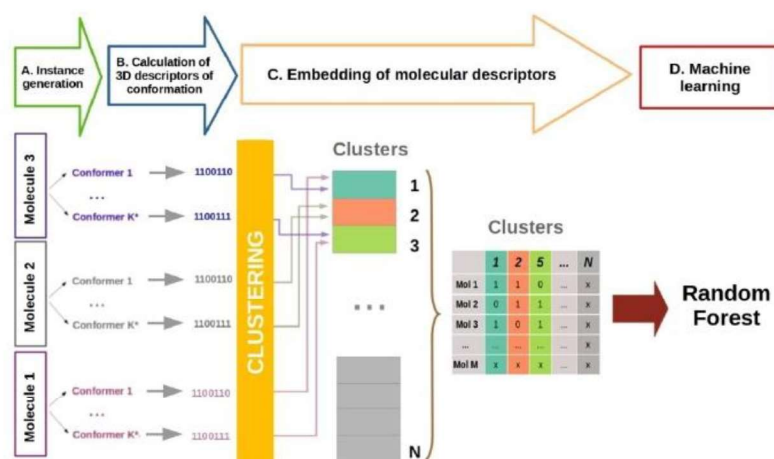 A. Instance
generation
B. Calculation of
3D descriptors of
conformation
C. Embedding of molecular descriptors
D. Machine
learning
Molecule 3
Conformer 1
1100110
...
Conformer K*
1100111
Molecule 2
Conformer 1
1100110
...
Conformer K*
1100111
Molecule 1
Conformer 1
1100110
...
Conformer K*
1100111
CLUSTERING
Clusters
1
2
3
...
N
Clusters
1 2 5 ... N
Mol 1 1 1 0 ... x
Mol 2 0 1 1 ... x
Mol 3 1 0 1 ... x
... ... ... ... ... x
Mol M x x x ... x
Random
Forest